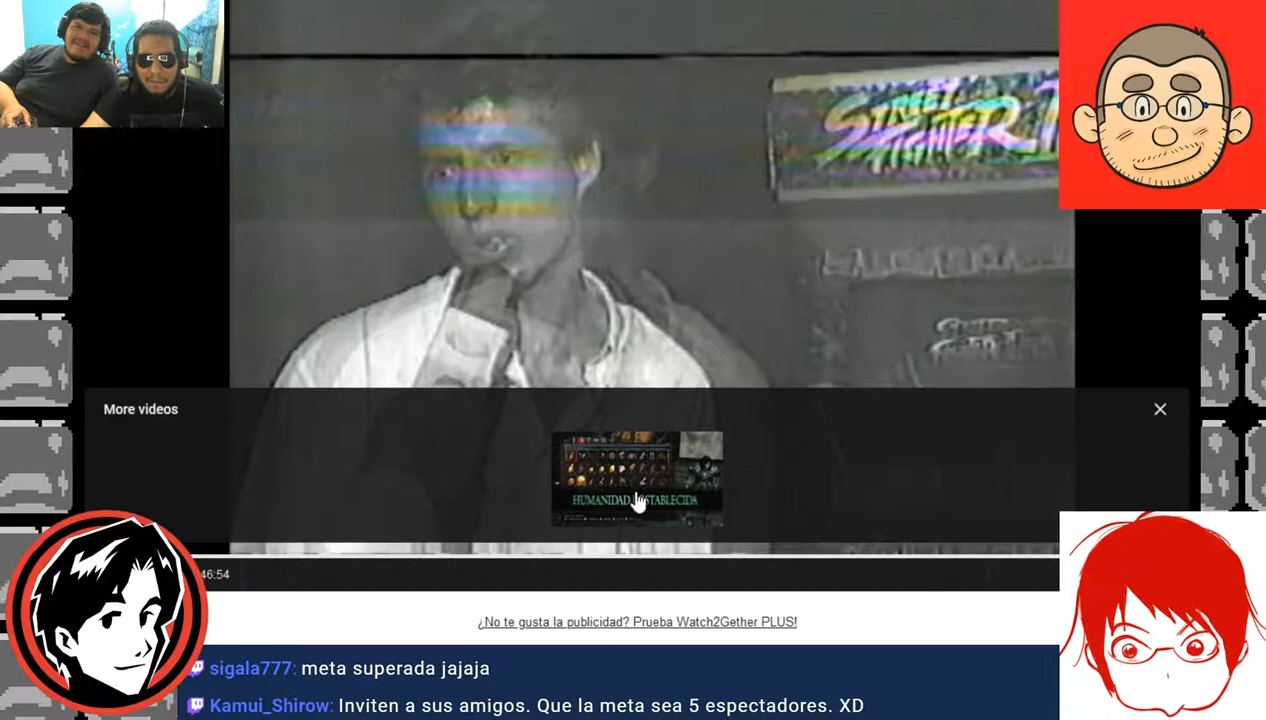 More videos
HUMANIDAD RESTABLECIDA
46:54
¿No te gusta la publicidad? Prueba Watch2Gether PLUS!
sigala777: meta superada jajaja
Kamui_Shirow: Inviten a sus amigos. Que la meta sea 5 espectadores. XD